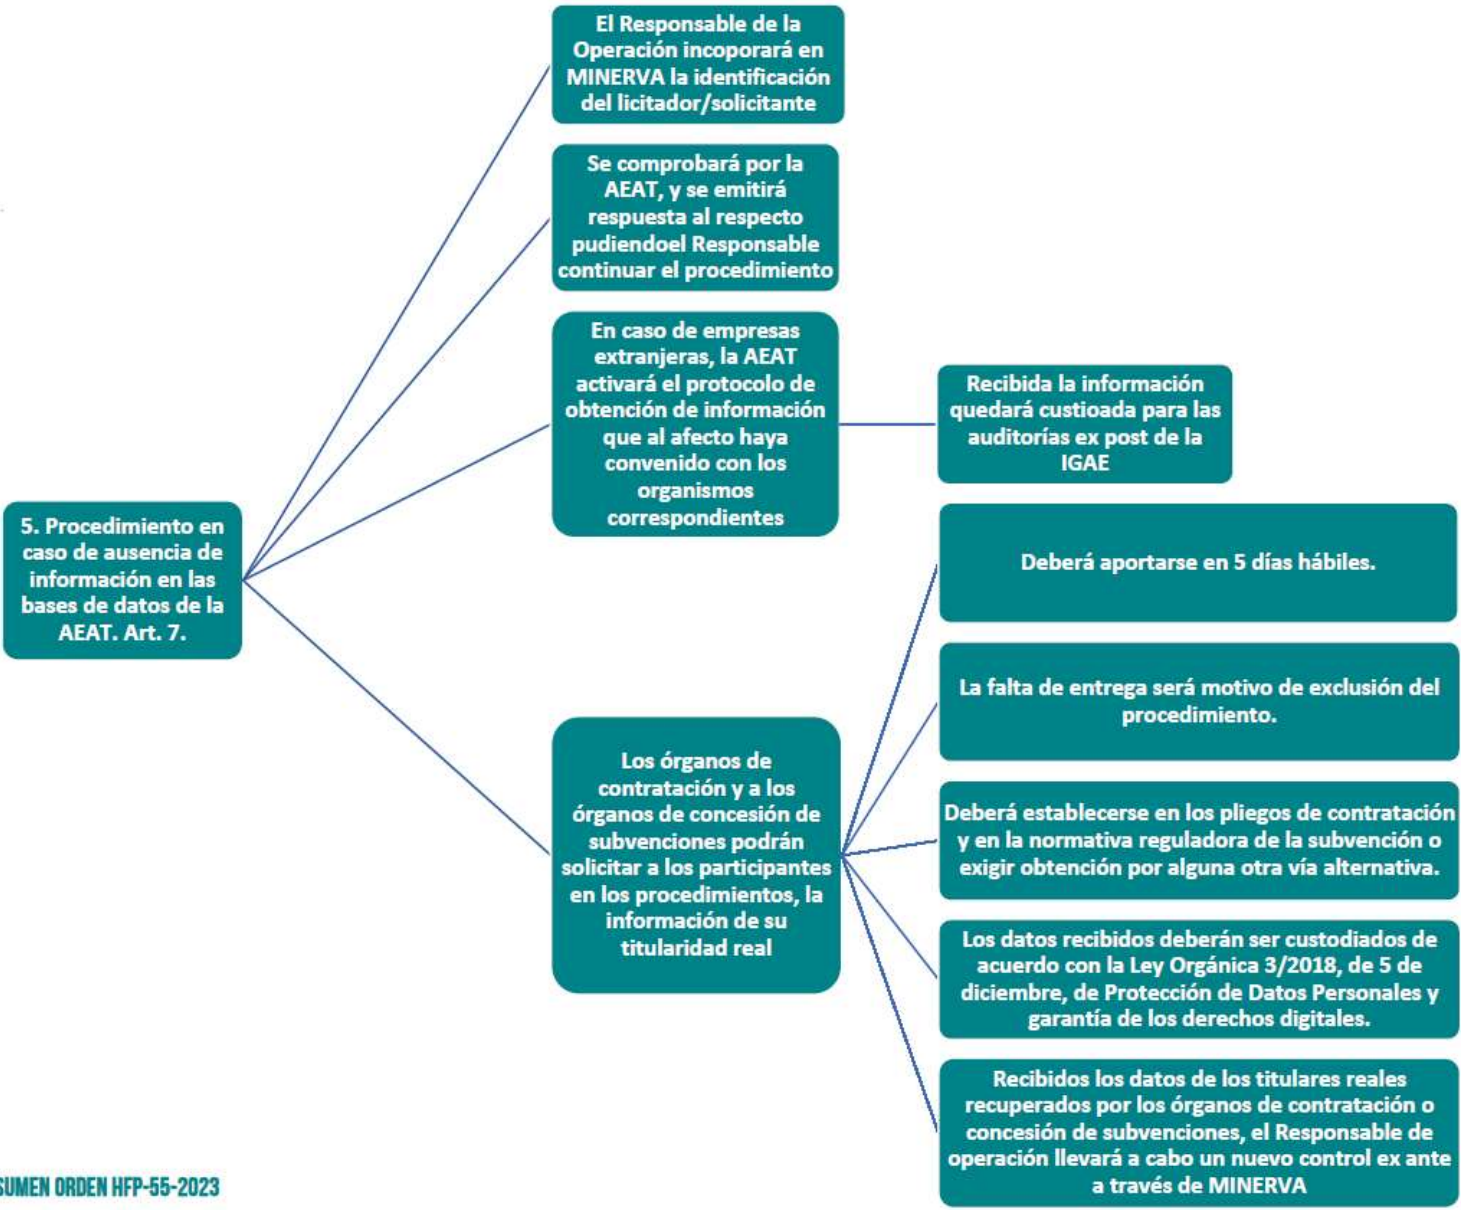 5. Procedimiento en
caso de ausencia de
información en las
bases de datos de la
AEAT. Art. 7.
El Responsable de la
Operación incoporará en
MINERVA la identificación
del licitador/solicitante
Se comprobará por la
AEAT, y se emitirá
respuesta al respecto
pudiendoel Responsable
continuar el procedimiento
En caso de empresas
extranjeras, la AEAT
activará el protocolo de
obtención de información
que al afecto haya
convenido con los
organismos
correspondientes
Recibida la información
quedará custioada para las
auditorías ex post de la
IGAE
Los órganos de
contratación y a los
órganos de concesión de
subvenciones podrán
solicitar a los participantes
en los procedimientos, la
información de su
titularidad real
Deberá aportarse en 5 días hábiles.
La falta de entrega será motivo de exclusión del
procedimiento.
Deberá establecerse en los pliegos de contratación
y en la normativa reguladora de la subvención o
exigir obtención por alguna otra vía alternativa.
Los datos recibidos deberán ser custodiados de
acuerdo con la Ley Orgánica 3/2018, de 5 de
diciembre, de Protección de Datos Personales y
garantía de los derechos digitales.
Recibidos los datos de los titulares reales
recuperados por los órganos de contratación o
concesión de subvenciones, el Responsable de
operación llevará a cabo un nuevo control ex ante
a través de MINERVA
SUMEN ORDEN HFP-55-2023